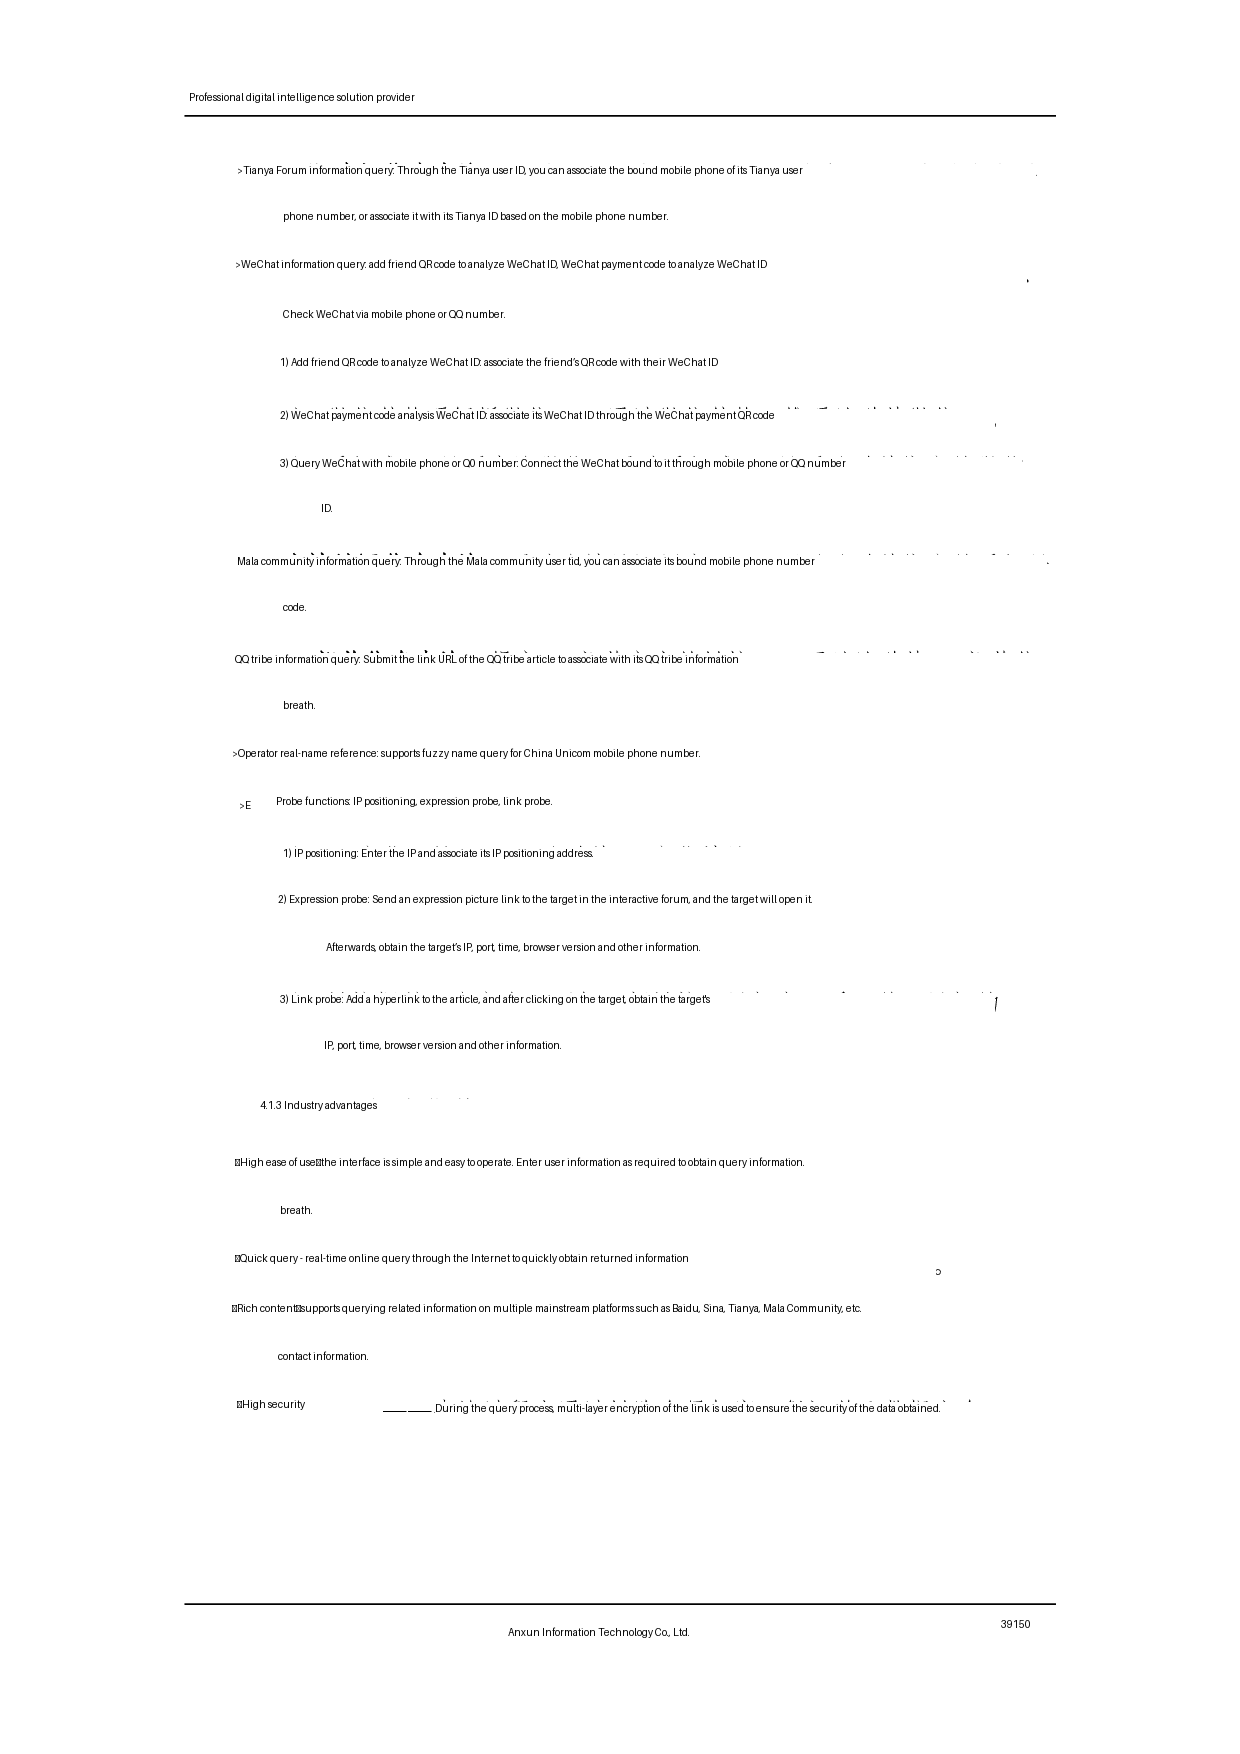 Professional digital intelligence solution provider
>Tianya Forum information query: Through the Tianya user ID, you can associate the bound mobile phone of its Tianya user
phone number, or associate it with its Tianya ID based on the mobile phone number.
>WeChat information query: add friend QR code to analyze WeChat ID, WeChat payment code to analyze WeChat ID
Check WeChat via mobile phone or QQ number.
1) Add friend QR code to analyze WeChat ID: associate the friend's QR code with their WeChat ID
2) WeChat payment code analysis WeChat ID: associate its WeChat ID through the WeChat payment QR code
3) Query WeChat with mobile phone or Q0 number: Connect the WeChat bound to it through mobile phone or QQ number
ID.
Mala community information query: Through the Mala community user tid, you can associate its bound mobile phone number
code.
QQ tribe information query: Submit the link URL of the QQ tribe article to associate with its QQ tribe information
breath.
>Operator real-name reference: supports fuzzy name query for China Unicom mobile phone number.
>E Probe functions: IP positioning, expression probe, link probe.
1) IP positioning: Enter the IP and associate its IP positioning address.
2) Expression probe: Send an expression picture link to the target in the interactive forum, and the target will open it.
Afterwards, obtain the target's IP, port, time, browser version and other information.
3) Link probe: Add a hyperlink to the article, and after clicking on the target, obtain the target's
IP, port, time, browser version and other information.
4.1.3 Industry advantages
High ease of use the interface is simple and easy to operate. Enter user information as required to obtain query information.
breath.
Quick query - real-time online query through the Internet to quickly obtain returned information
Rich content supports querying related information on multiple mainstream platforms such as Baidu, Sina, Tianya, Mala Community, etc.
contact information.
High security During the query process, multi-layer encryption of the link is used to ensure the security of the data obtained.
Anxun Information Technology Co., Ltd.
39150